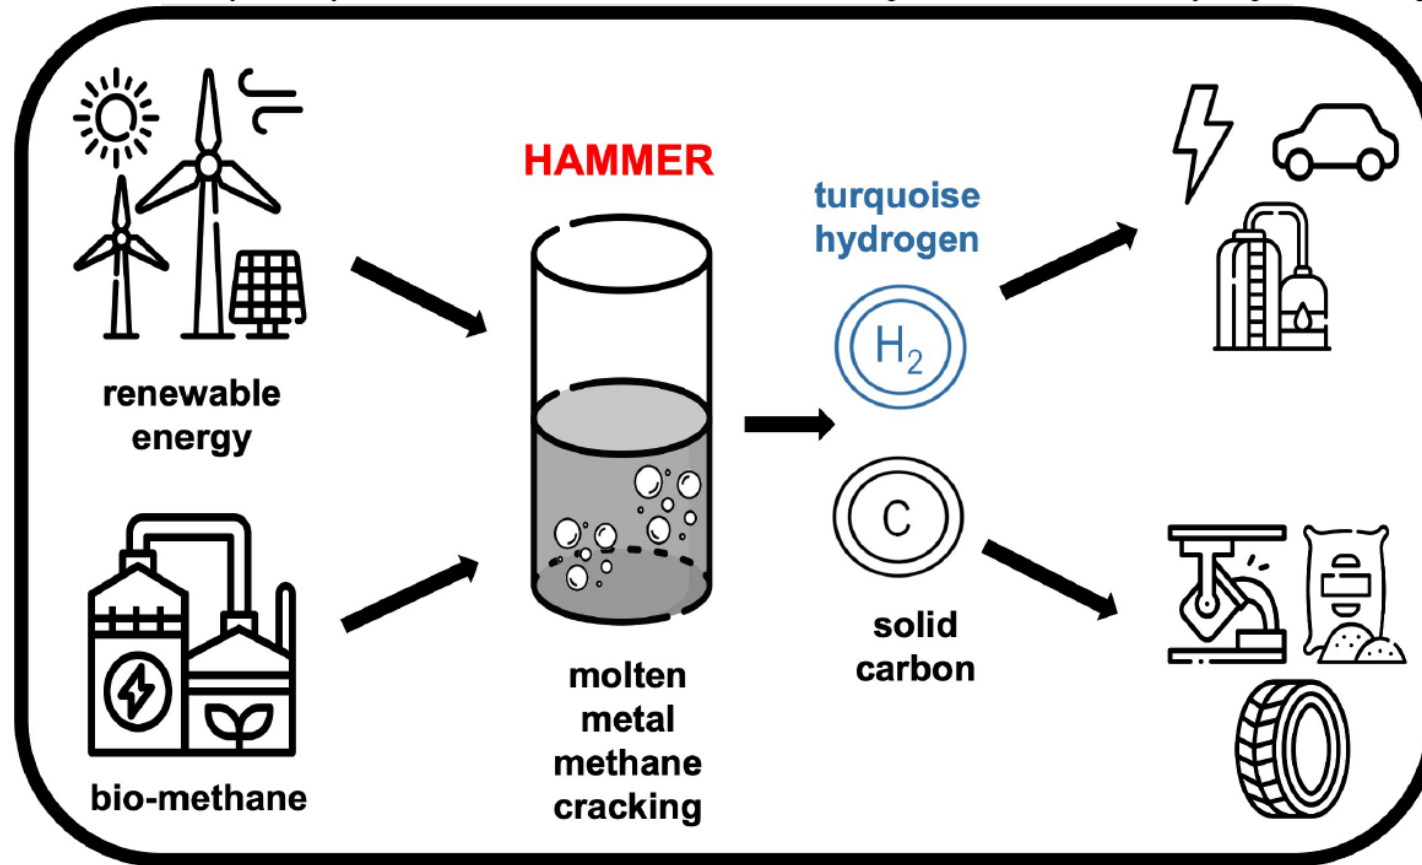 renewable
energy
bio-methane
HAMMER
molten
metal
methane
cracking
turquoise
hydrogen
H₂
C
solid
carbon